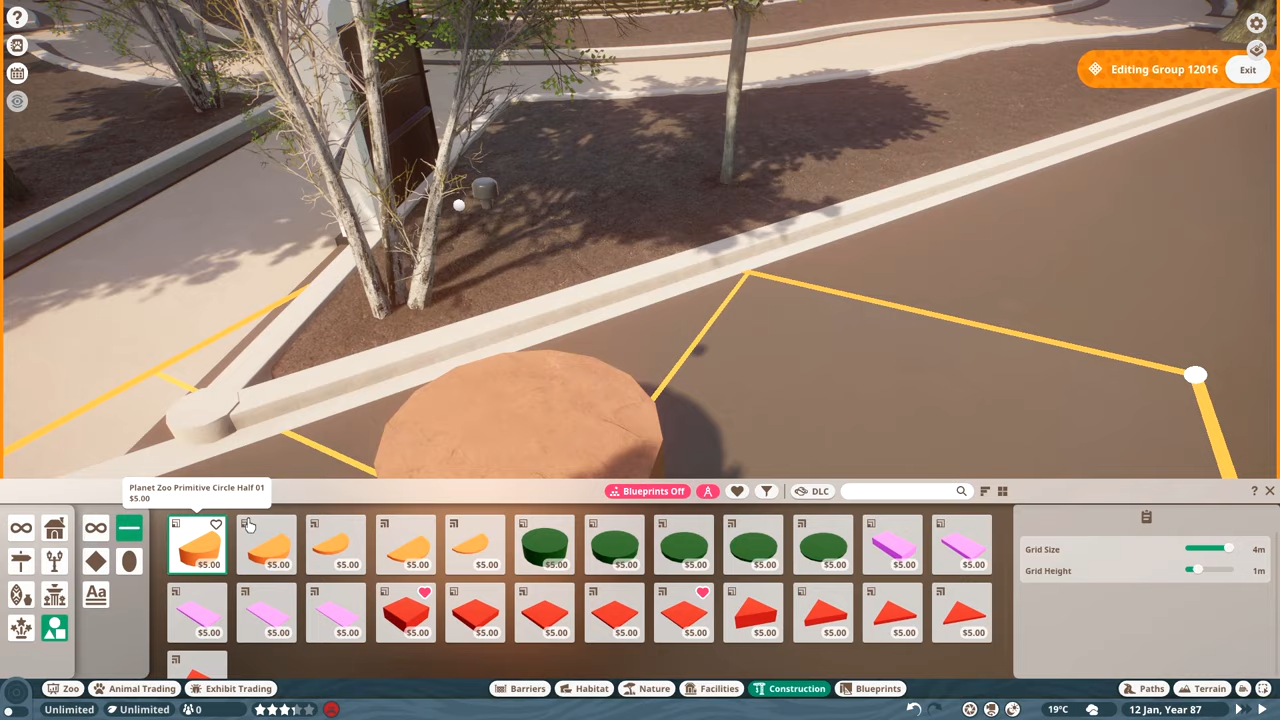 ?
Editing Group 12016
Exit
Planet Zoo Primitive Circle Half 01
$5.00
Blueprints Off
DLC
?
$5.00 $5.00 $5.00 $5.00 $5.00 $5.00 $5.00 $5.00 $5.00 $5.00 $5.00 $5.00
Grid Size 4m
Grid Height 1m
Aa
$5.00 $5.00 $5.00 $5.00 $5.00 $5.00 $5.00 $5.00 $5.00 $5.00 $5.00 $5.00
Zoo Animal Trading Exhibit Trading Barriers Habitat Nature Facilities Construction Blueprints Paths Terrain
Unlimited Unlimited 0 19°C 12 Jan, Year 87